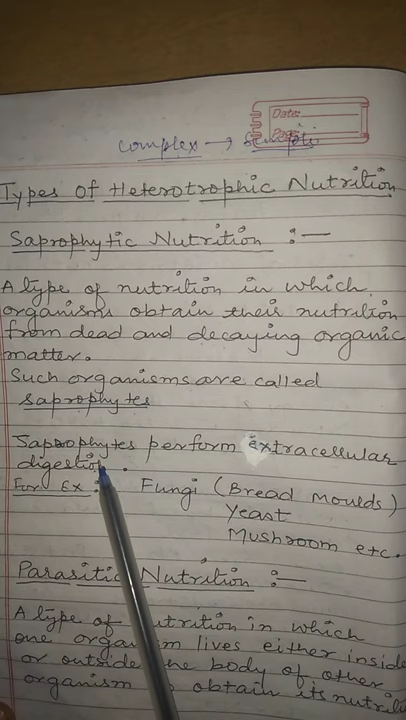 Date:
Page:
complex → Simple
Types of Heterotrophic Nutrition
Saprophytic Nutrition :—
A type of nutrition in which
organisms obtain their nutrition
from dead and decaying organic
matter.
Such organisms are called
saprophytes
Saprophytes perform extracellular
digestion.
For Ex: Fungi (Bread moulds)
Yeast
Mushroom etc.
Parasitic Nutrition :—
A type of nutrition in which
one organism lives either inside
or outside the body of other
organism obtain its